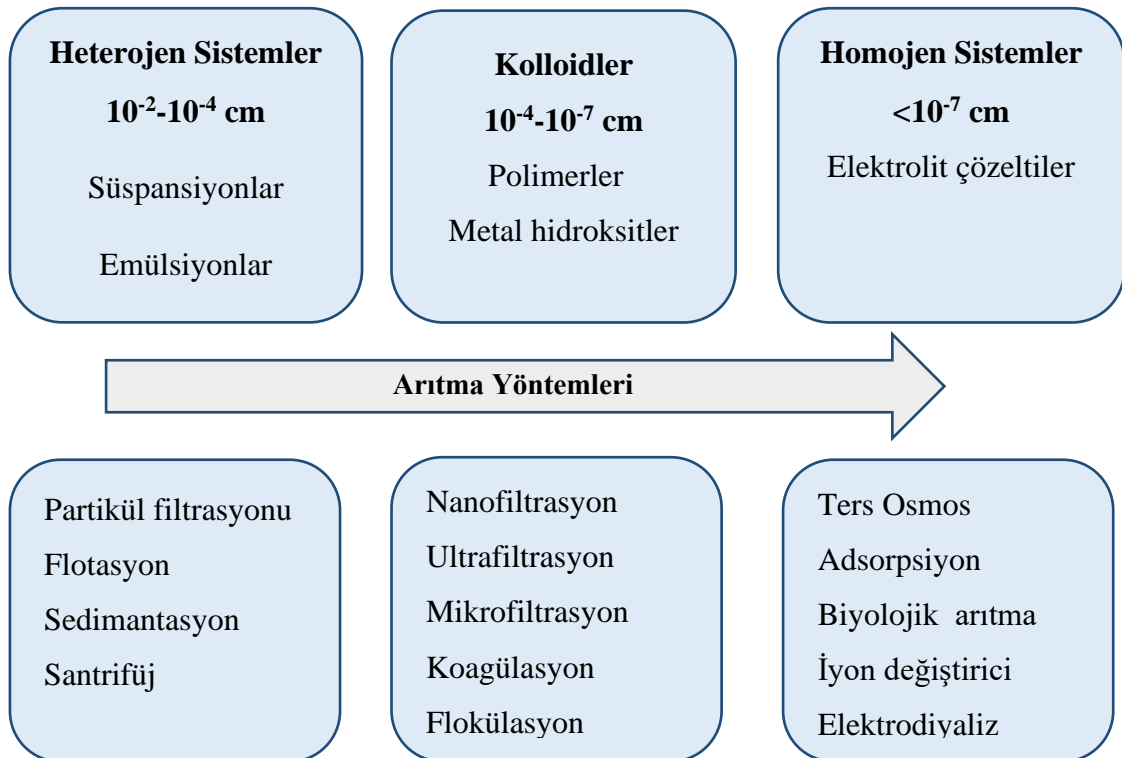 Heterojen Sistemler
10⁻²-10⁻⁴ cm
Süspansiyonlar
Emülsiyonlar
Kolloidler
10⁻⁴-10⁻⁷ cm
Polimerler
Metal hidroksitler
Homojen Sistemler
<10⁻⁷ cm
Elektrolit çözeltiler
Arıtma Yöntemleri
Partikül filtrasyonu
Flotasyon
Sedimantasyon
Santrifüj
Nanofiltrasyon
Ultrafiltrasyon
Mikrofiltrasyon
Koagülasyon
Flokülasyon
Ters Osmos
Adsorpsiyon
Biyolojik arıtma
İyon değiştirici
Elektrodiyaliz